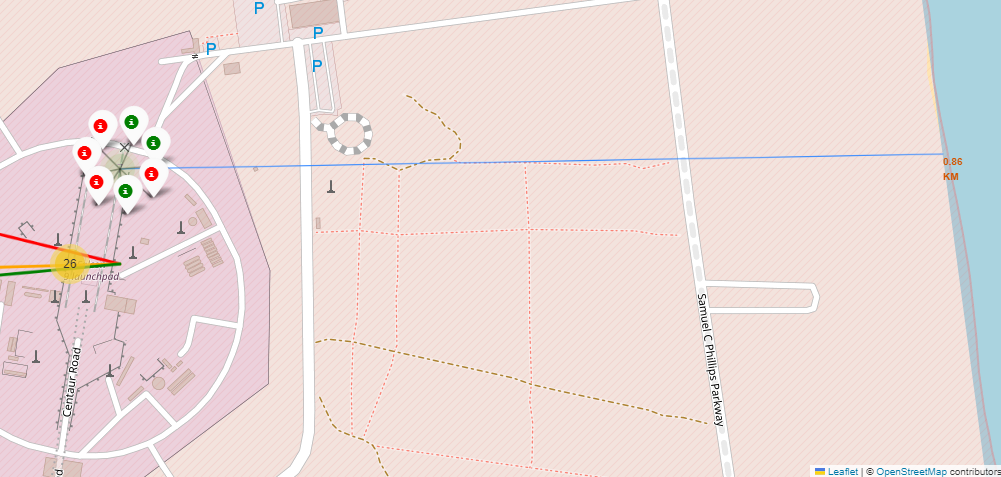 P
P
P
P
0.86
KM
26
launchpad
Samuel C Phillips Parkway
Centaur Road
Leaflet | © OpenStreetMap contributors